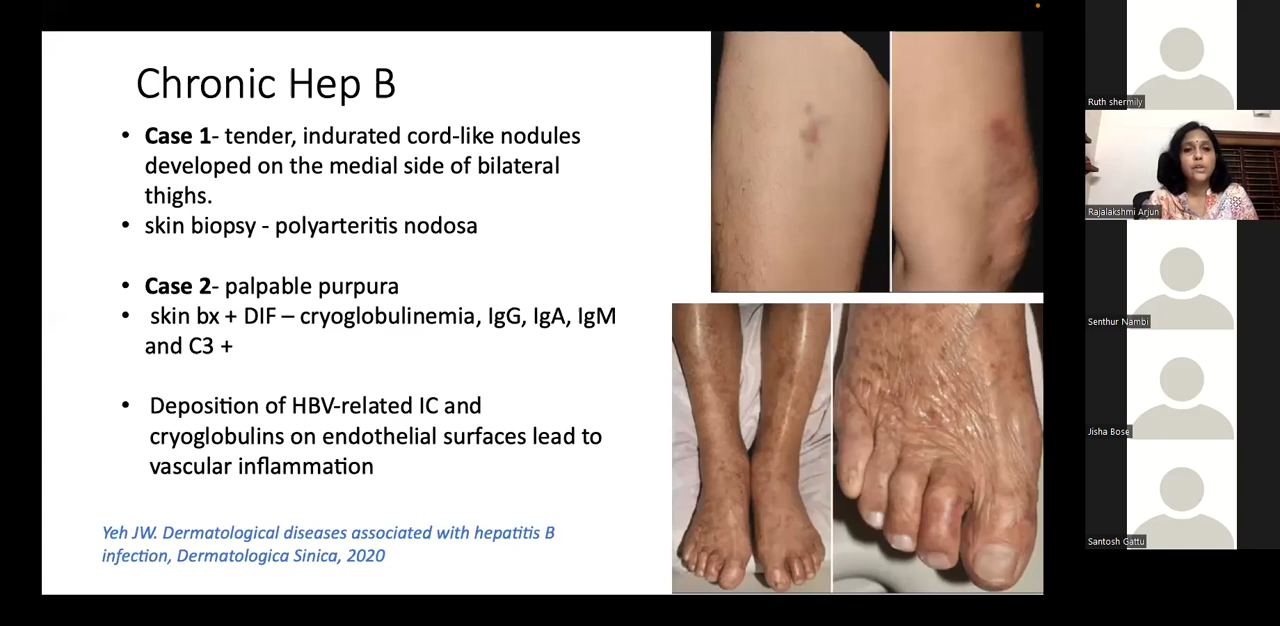 Chronic Hep B
• Case 1- tender, indurated cord-like nodules
developed on the medial side of bilateral
thighs.
• skin biopsy - polyarteritis nodosa
• Case 2- palpable purpura
• skin bx + DIF – cryoglobulinemia, IgG, IgA, IgM
and C3 +
• Deposition of HBV-related IC and
cryoglobulins on endothelial surfaces lead to
vascular inflammation
Yeh JW. Dermatological diseases associated with hepatitis B
infection, Dermatologica Sinica, 2020
Ruth shermily
Rajalakshmi Arjun
Senthur Nambi
Jisha Bose
Santosh Gattu